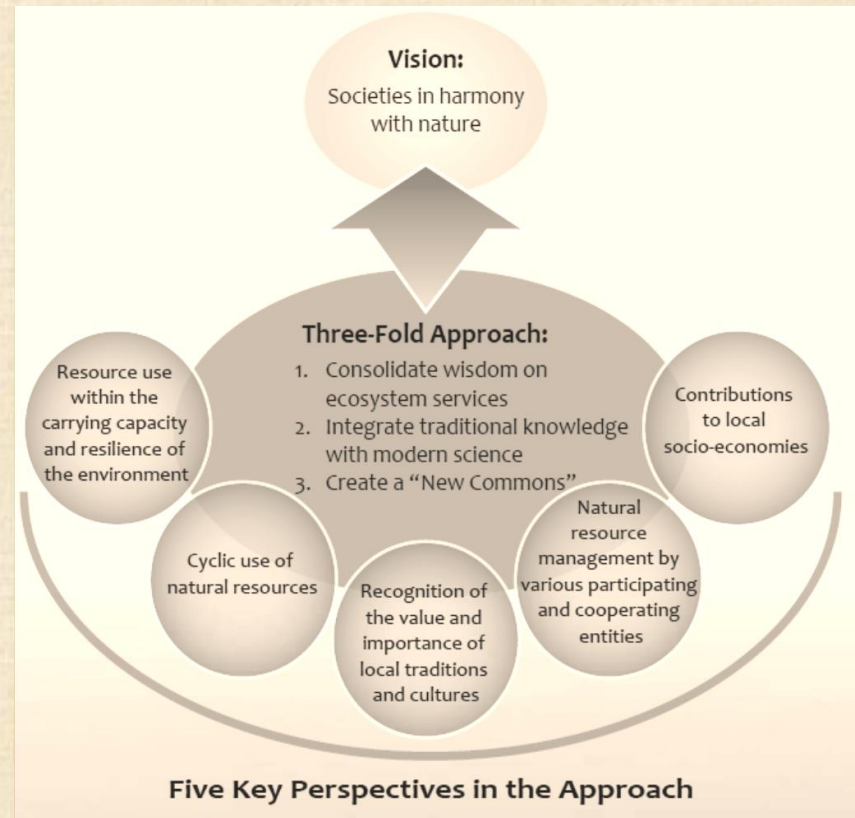 Vision:
Societies in harmony
with nature
Three-Fold Approach:
1. Consolidate wisdom on
ecosystem services
2. Integrate traditional knowledge
with modern science
3. Create a “New Commons”
Resource use
within the
carrying capacity
and resilience of
the environment
Cyclic use of
natural resources
Recognition of
the value and
importance of
local traditions
and cultures
Natural
resource
management by
various participating
and cooperating
entities
Contributions
to local
socio-economies
Five Key Perspectives in the Approach